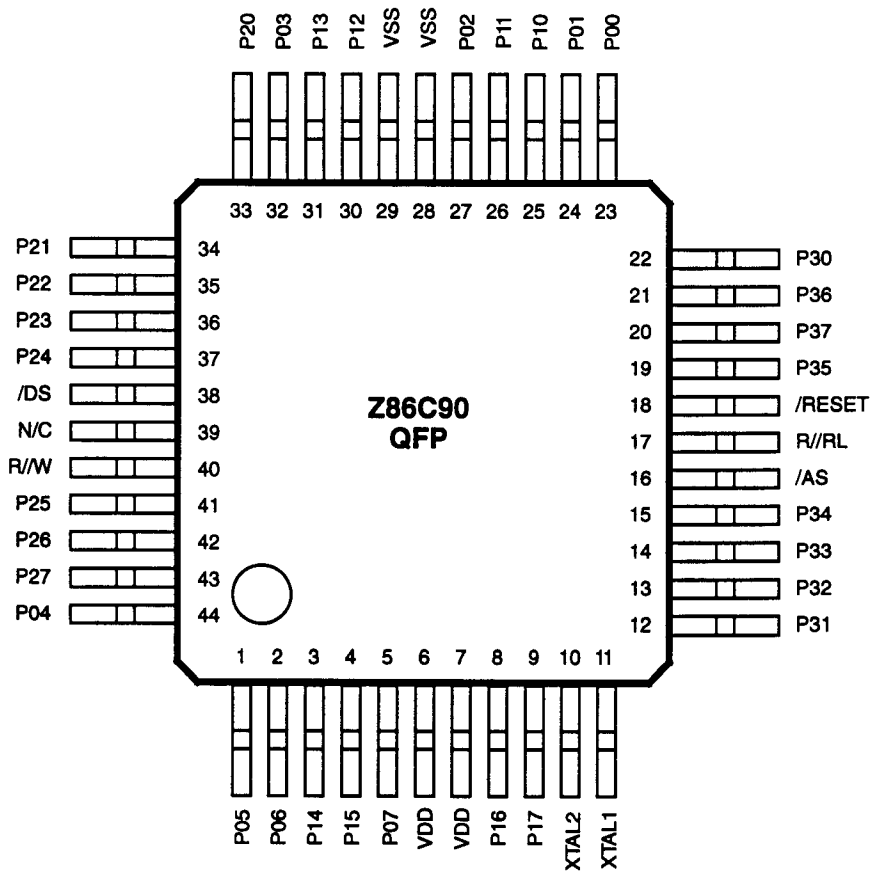 P20 P03 P13 P12 VSS VSS P02 P11 P10 P01 P00
33 32 31 30 29 28 27 26 25 24 23
P21 34
P22 35
P23 36
P24 37
/DS 38
N/C 39
R//W 40
P25 41
P26 42
P27 43
P04 44
Z86C90
QFP
22 P30
21 P36
20 P37
19 P35
18 /RESET
17 R//RL
16 /AS
15 P34
14 P33
13 P32
12 P31
1 2 3 4 5 6 7 8 9 10 11
P05 P06 P14 P15 P07 VDD VDD P16 P17 XTAL2 XTAL1